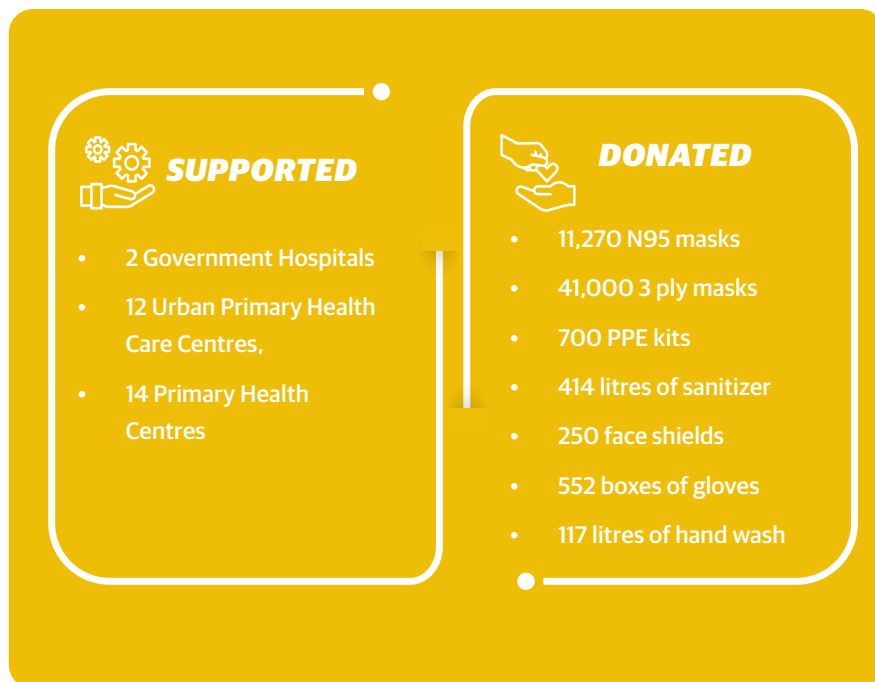 SUPPORTED
• 2 Government Hospitals
• 12 Urban Primary Health
Care Centres,
• 14 Primary Health
Centres
DONATED
• 11,270 N95 masks
• 41,000 3 ply masks
• 700 PPE kits
• 414 litres of sanitizer
• 250 face shields
• 552 boxes of gloves
• 117 litres of hand wash